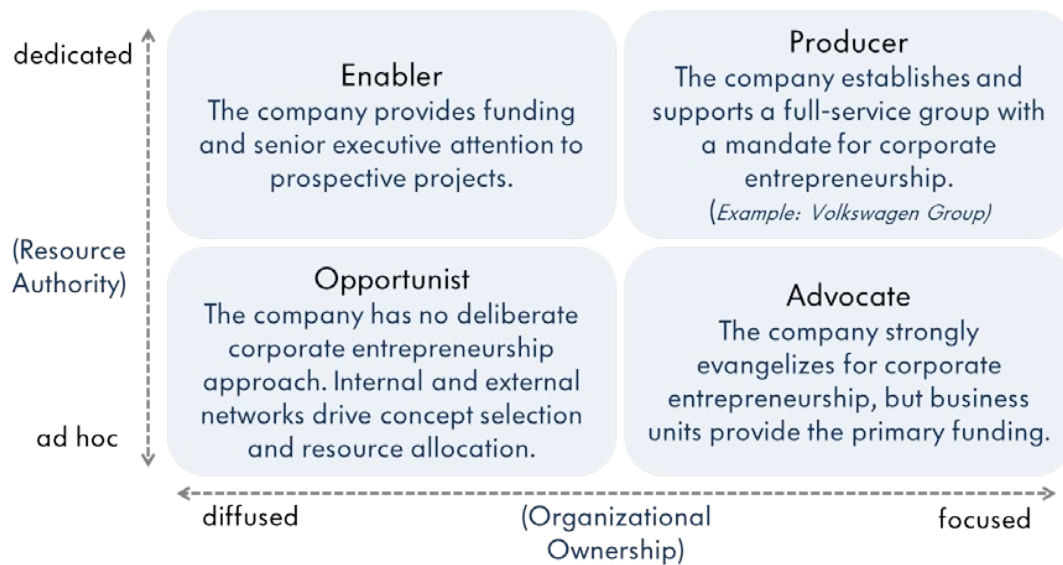 dedicated
Enabler
The company provides funding
and senior executive attention to
prospective projects.
Producer
The company establishes and
supports a full-service group with
a mandate for corporate
entrepreneurship.
(Example: Volkswagen Group)
(Resource
Authority)
Opportunist
The company has no deliberate
corporate entrepreneurship
approach. Internal and external
networks drive concept selection
and resource allocation.
Advocate
The company strongly
evangelizes for corporate
entrepreneurship, but business
units provide the primary funding.
ad hoc
diffused
(Organizational
Ownership)
focused